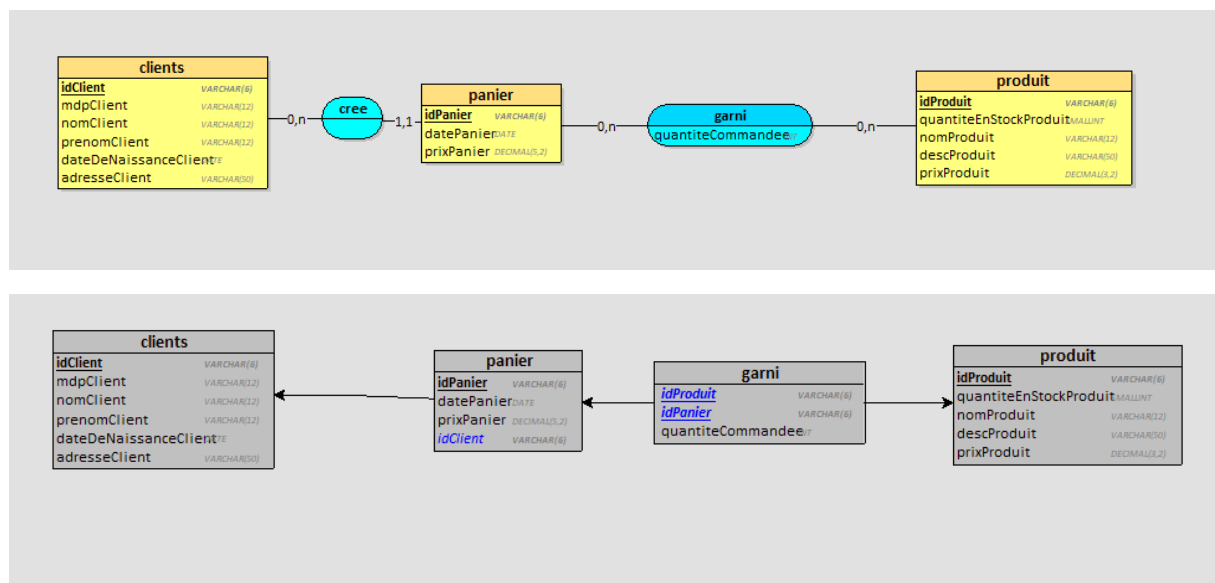 clients
idClient VARCHAR(6)
mdpClient VARCHAR(12)
nomClient VARCHAR(12)
prenomClient VARCHAR(12)
dateDeNaissanceClient
adresseClient VARCHAR(50)
0,n
cree
1,1
panier
idPanier VARCHAR(6)
datePanier DATE
prixPanier DECIMAL(5,2)
0,n
garni
quantiteCommandee
0,n
produit
idProduit VARCHAR(6)
quantiteEnStockProduit
nomProduit VARCHAR(12)
descProduit VARCHAR(50)
prixProduit DECIMAL(3,2)
clients
idClient VARCHAR(6)
mdpClient VARCHAR(12)
nomClient VARCHAR(12)
prenomClient VARCHAR(12)
dateDeNaissanceClient
adresseClient VARCHAR(50)
panier
idPanier VARCHAR(6)
datePanier DATE
prixPanier DECIMAL(5,2)
idClient VARCHAR(6)
garni
idProduit VARCHAR(6)
idPanier VARCHAR(6)
quantiteCommandee
produit
idProduit VARCHAR(6)
quantiteEnStockProduit
nomProduit VARCHAR(12)
descProduit VARCHAR(50)
prixProduit DECIMAL(3,2)